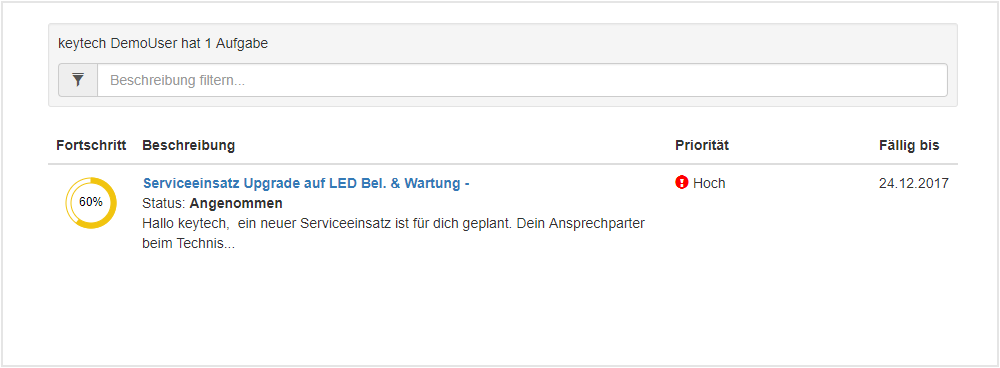 keytech DemoUser hat 1 Aufgabe
Beschreibung filtern...
Fortschritt Beschreibung Priorität Fällig bis
60% Serviceeinsatz Upgrade auf LED Bel. & Wartung - Hoch 24.12.2017
Status: Angenommen
Hallo keytech,  ein neuer Serviceeinsatz ist für dich geplant. Dein Ansprechparter
beim Technis...